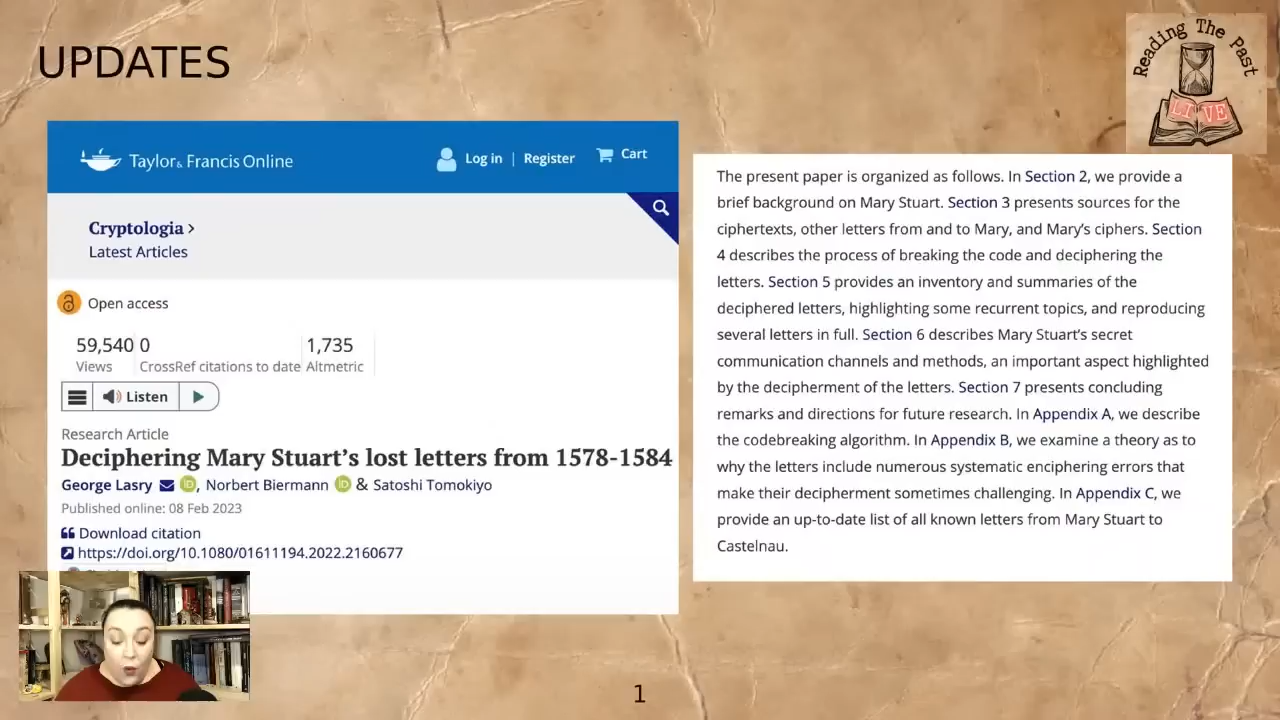 UPDATES
Reading The Past
LIVE
Taylor & Francis Online
Log in | Register
Cart
Cryptologia >
Latest Articles
Open access
59,540
Views
0
CrossRef citations to date
1,735
Altmetric
Listen
Research Article
Deciphering Mary Stuart’s lost letters from 1578-1584
George Lasry, Norbert Biermann & Satoshi Tomokiyo
Published online: 08 Feb 2023
Download citation
https://doi.org/10.1080/01611194.2022.2160677
The present paper is organized as follows. In Section 2, we provide a
brief background on Mary Stuart. Section 3 presents sources for the
ciphertexts, other letters from and to Mary, and Mary’s ciphers. Section
4 describes the process of breaking the code and deciphering the
letters. Section 5 provides an inventory and summaries of the
deciphered letters, highlighting some recurrent topics, and reproducing
several letters in full. Section 6 describes Mary Stuart’s secret
communication channels and methods, an important aspect highlighted
by the decipherment of the letters. Section 7 presents concluding
remarks and directions for future research. In Appendix A, we describe
the codebreaking algorithm. In Appendix B, we examine a theory as to
why the letters include numerous systematic enciphering errors that
make their decipherment sometimes challenging. In Appendix C, we
provide an up-to-date list of all known letters from Mary Stuart to
Castelnau.
1